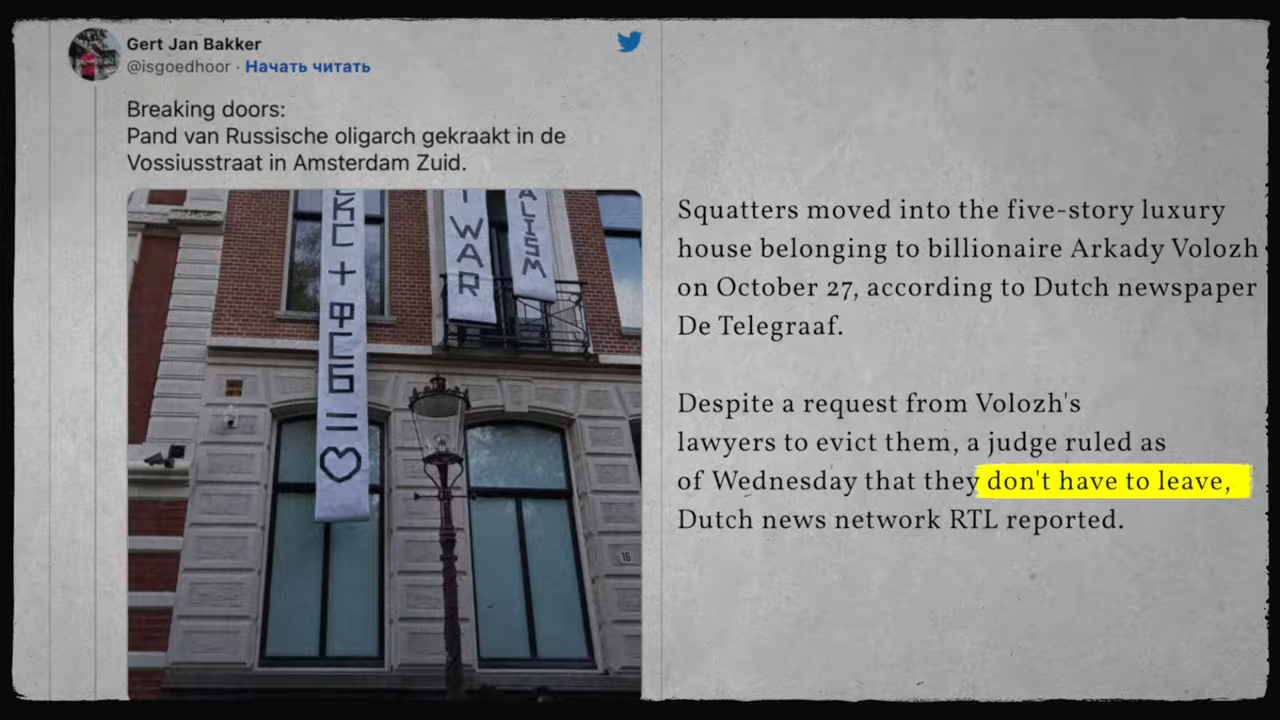 Gert Jan Bakker
@isgoedhoor · Начать читать
Breaking doors:
Pand van Russische oligarch gekraakt in de
Vossiusstraat in Amsterdam Zuid.
ЕКС + ФСБ = ♡
I WAR
ALISM
16
Squatters moved into the five-story luxury
house belonging to billionaire Arkady Volozh
on October 27, according to Dutch newspaper
De Telegraaf.
Despite a request from Volozh's
lawyers to evict them, a judge ruled as
of Wednesday that they don't have to leave,
Dutch news network RTL reported.